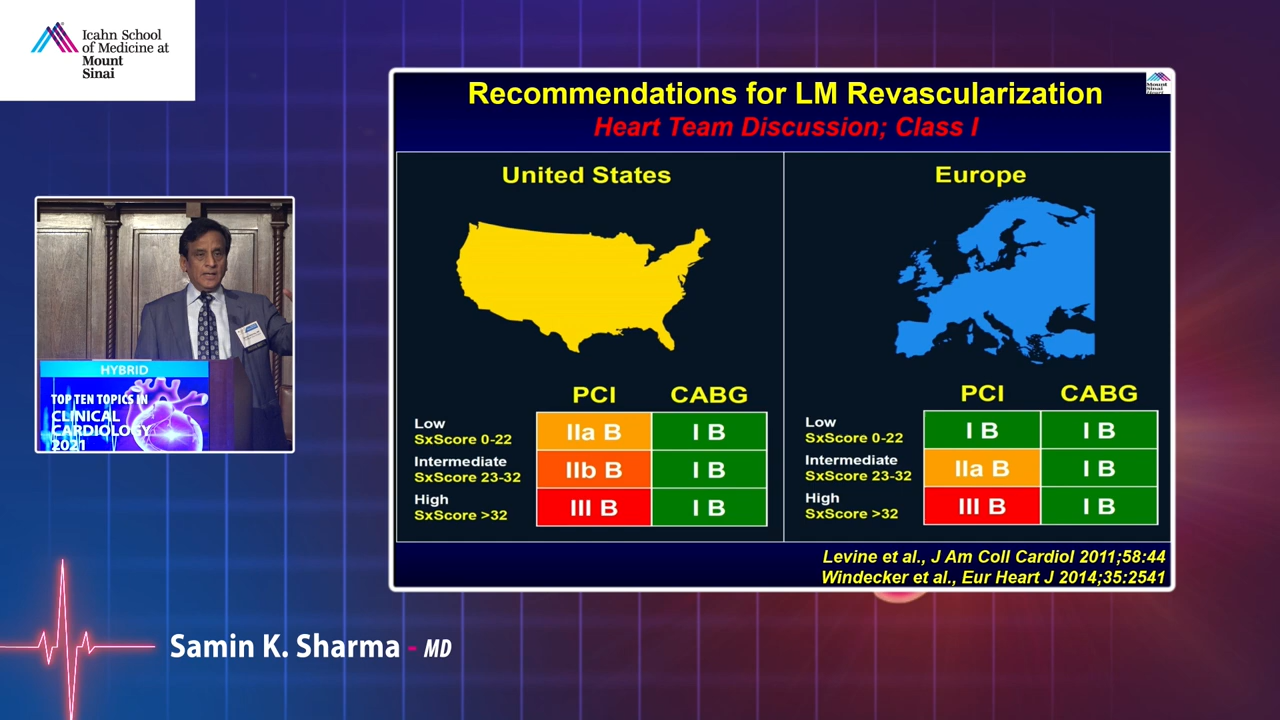 Icahn School
of Medicine at
Mount
Sinai
Recommendations for LM Revascularization
Heart Team Discussion; Class I
Mount
Sinai
Heart
United States
Europe
PCI CABG
Low
SxScore 0-22
IIa B I B
Intermediate
SxScore 23-32
IIb B I B
High
SxScore >32
III B I B
PCI CABG
Low
SxScore 0-22
I B I B
Intermediate
SxScore 23-32
IIa B I B
High
SxScore >32
III B I B
Levine et al., J Am Coll Cardiol 2011;58:44
Windecker et al., Eur Heart J 2014;35:2541
HYBRID
TOP TEN TOPICS IN
CLINICAL
CARDIOLOGY
2021
Samin K. Sharma - MD